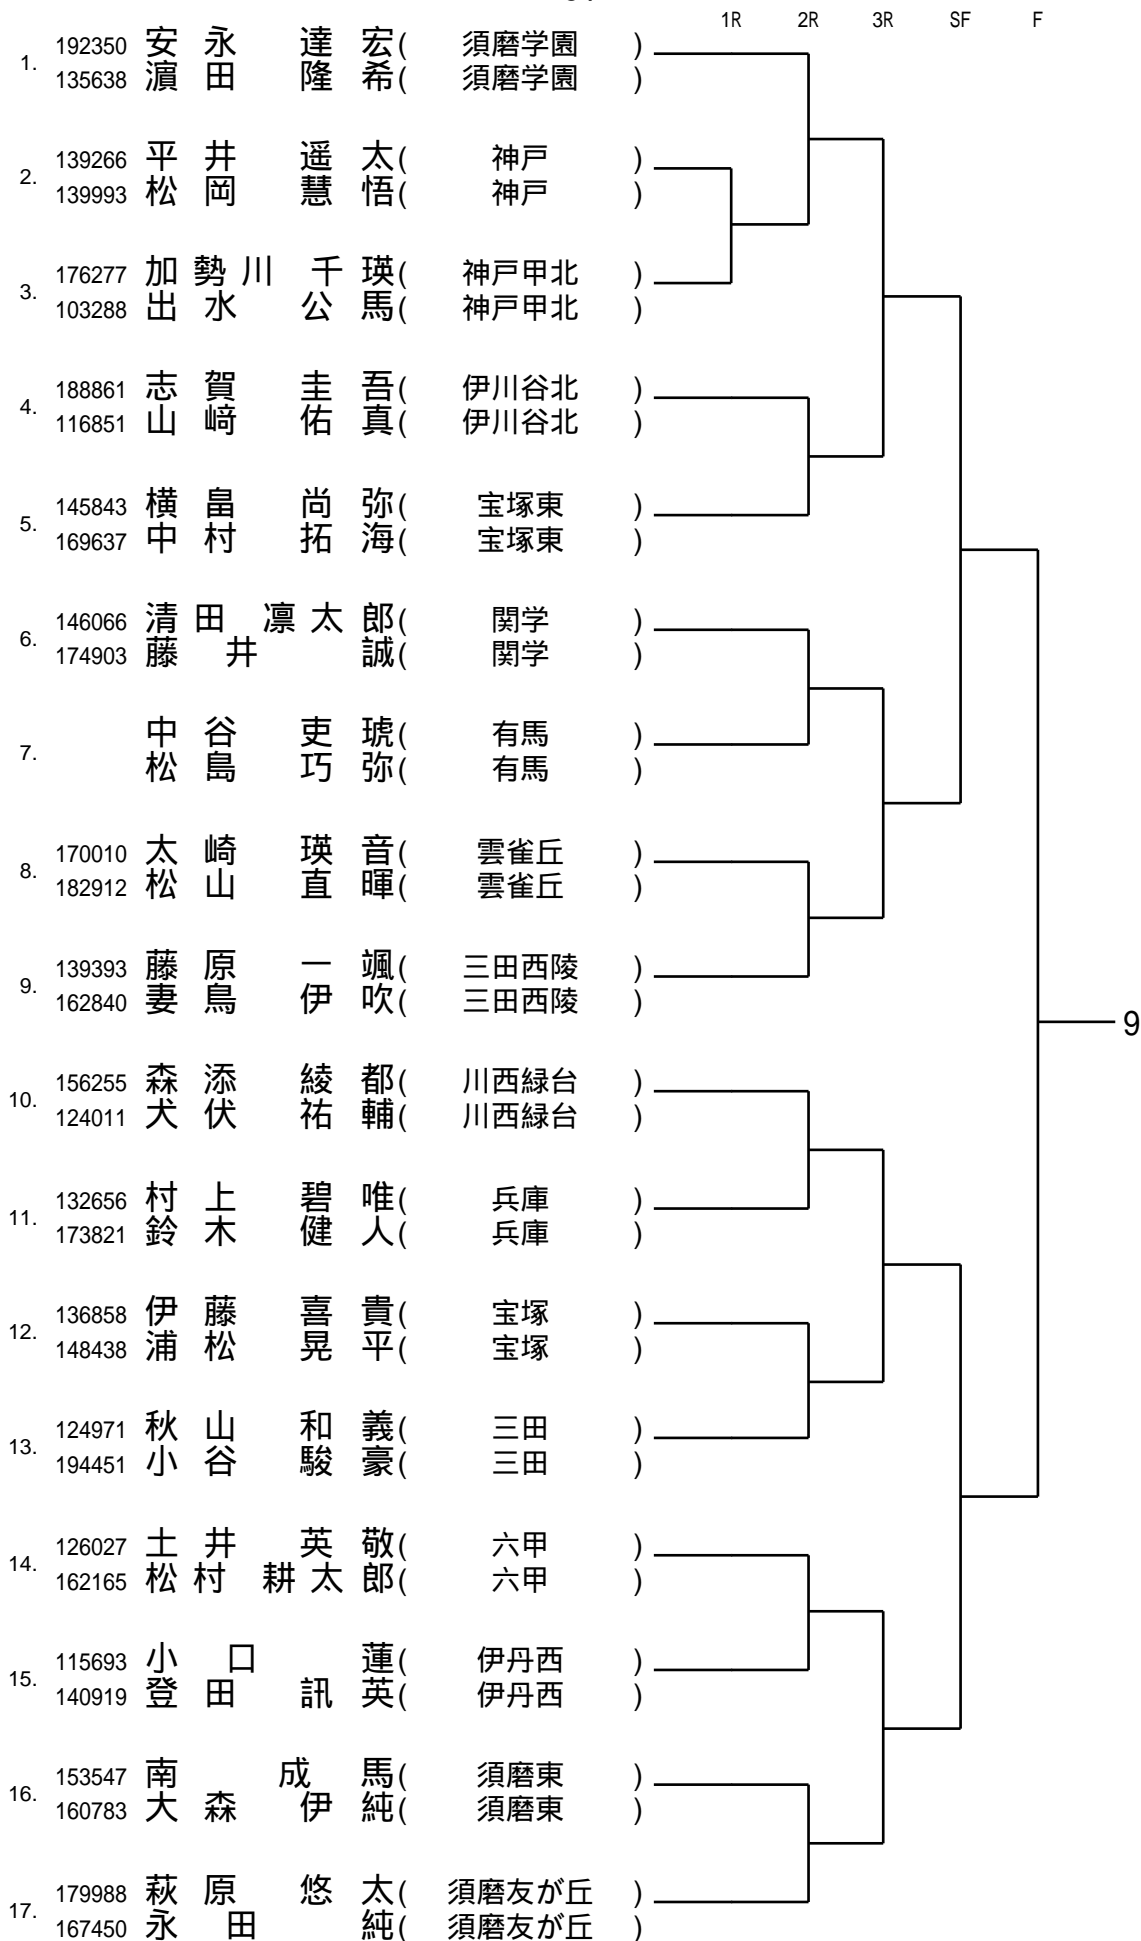 1R 2R 3R SF F
1.
192350 安永 達宏( 須磨学園 )
135638 濵田 隆希( 須磨学園 )
2.
139266 平井 遥太( 神戸 )
139993 松岡 慧悟( 神戸 )
3.
176277 加勢川 千瑛( 神戸甲北 )
103288 出水 公馬( 神戸甲北 )
4.
188861 志賀 圭吾( 伊川谷北 )
116851 山﨑 佑真( 伊川谷北 )
5.
145843 横畠 尚弥( 宝塚東 )
169637 中村 拓海( 宝塚東 )
6.
146066 清田 凛太郎( 関学 )
174903 藤井 誠( 関学 )
7.
中谷 吏琥( 有馬 )
松島 巧弥( 有馬 )
8.
170010 太崎 瑛音( 雲雀丘 )
182912 松山 直暉( 雲雀丘 )
9.
139393 藤原 一颯( 三田西陵 )
162840 妻鳥 伊吹( 三田西陵 )
9
10.
156255 森添 綾都( 川西緑台 )
124011 犬伏 祐輔( 川西緑台 )
11.
132656 村上 碧唯( 兵庫 )
173821 鈴木 健人( 兵庫 )
12.
136858 伊藤 喜貴( 宝塚 )
148438 浦松 晃平( 宝塚 )
13.
124971 秋山 和義( 三田 )
194451 小谷 駿豪( 三田 )
14.
126027 土井 英敬( 六甲 )
162165 松村 耕太郎( 六甲 )
15.
115693 小口 蓮( 伊丹西 )
140919 登田 訊英( 伊丹西 )
16.
153547 南 成馬( 須磨東 )
160783 大森 伊純( 須磨東 )
17.
179988 萩原 悠太( 須磨友が丘 )
167450 永田 純( 須磨友が丘 )